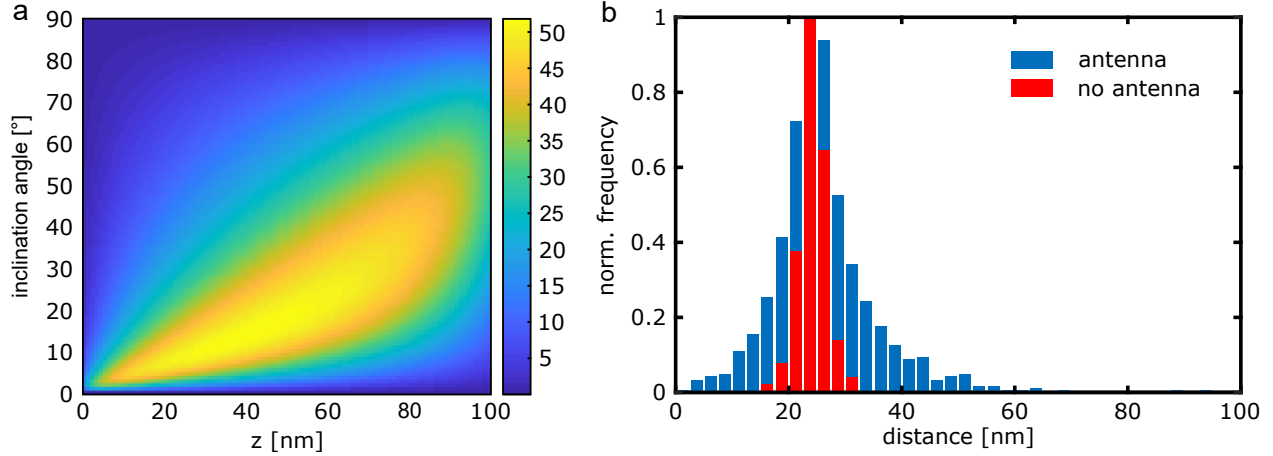 a
90
80
70
60
50
40
30
20
10
0
inclination angle [°]
0 20 40 60 80 100
z [nm]
50
45
40
35
30
25
20
15
10
5
b
1
0.8
0.6
0.4
0.2
0
norm. frequency
antenna
no antenna
0 20 40 60 80 100
distance [nm]